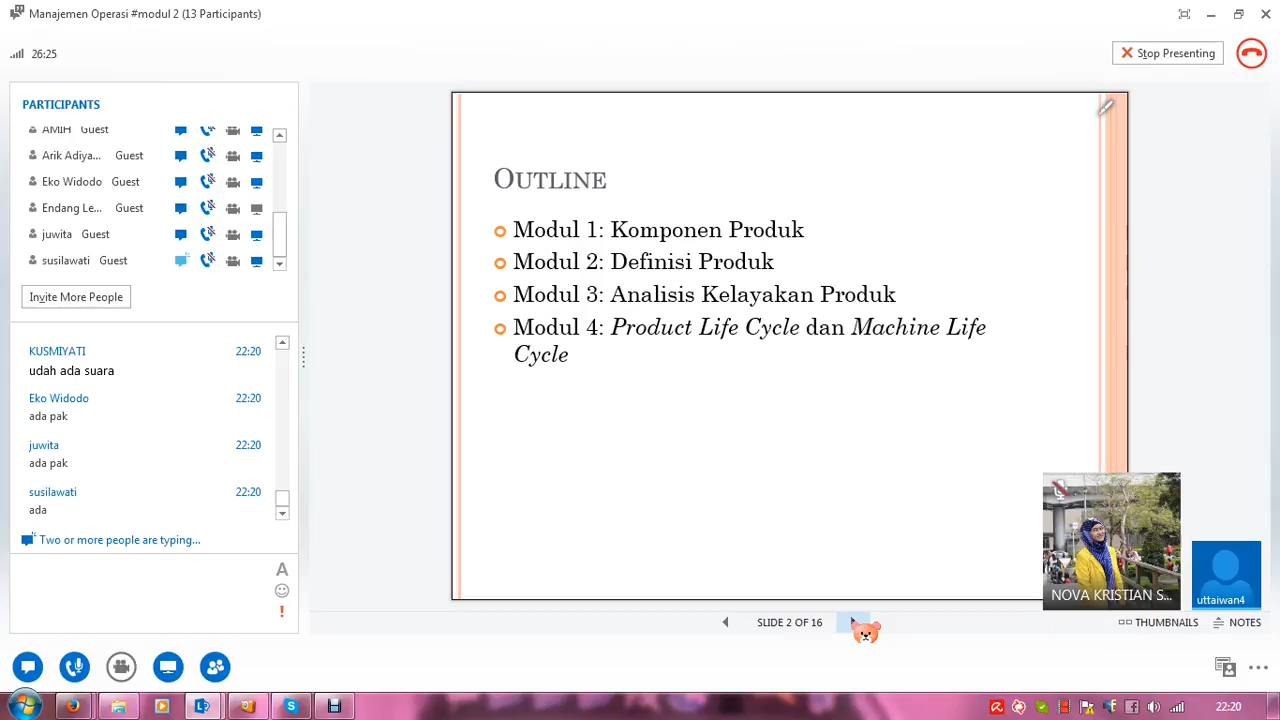 Manajemen Operasi #modul 2 (13 Participants)
26:25
Stop Presenting
PARTICIPANTS
AMIH Guest
Arik Adiya... Guest
Eko Widodo Guest
Endang Le... Guest
juwita Guest
susilawati Guest
Invite More People
KUSMIYATI 22:20
udah ada suara
Eko Widodo 22:20
ada pak
juwita 22:20
ada pak
susilawati 22:20
ada
Two or more people are typing...
OUTLINE
Modul 1: Komponen Produk
Modul 2: Definisi Produk
Modul 3: Analisis Kelayakan Produk
Modul 4: Product Life Cycle dan Machine Life
Cycle
NOVA KRISTIAN S...
uttaiwan4
SLIDE 2 OF 16
THUMBNAILS
NOTES
22:20